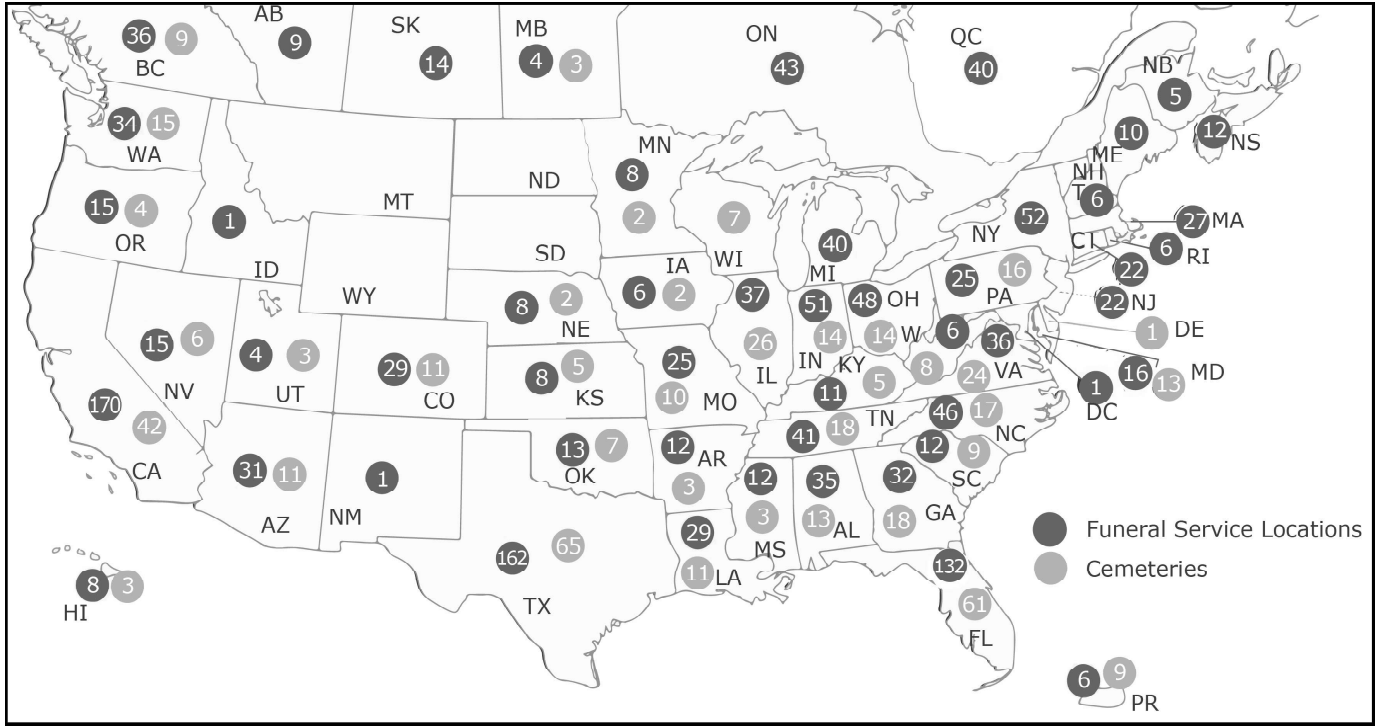 AB
36 9
BC
9
SK
14
MB
4 3
ON
43
QC
40
NB
5
12 NS
10
ME
34 15
WA
MT
ND
MN
8
2
7
WI
40
MI
52
NY
NH
6
27 MA
6 RI
CT
22
22 NJ
15 4
OR
1
ID
WY
SD
IA
6 2
37
26
IL
51
14
IN
48 OH
14
25 16
PA
1 DE
16 13
MD
1
DC
8 2
NE
15 6
NV
4 3
UT
29 11
CO
8 5
KS
25
10 MO
KY
11 5
W
6
8
36
VA
24
170
42
CA
31 11
AZ
1
NM
13 7
OK
12
AR
3
41 18 TN
46 17
NC
12 9
SC
12
3
MS
35
13 AL
32
18 GA
162 65
TX
29
11 LA
132
61
FL
8 3
HI
6 9
PR
Funeral Service Locations
Cemeteries